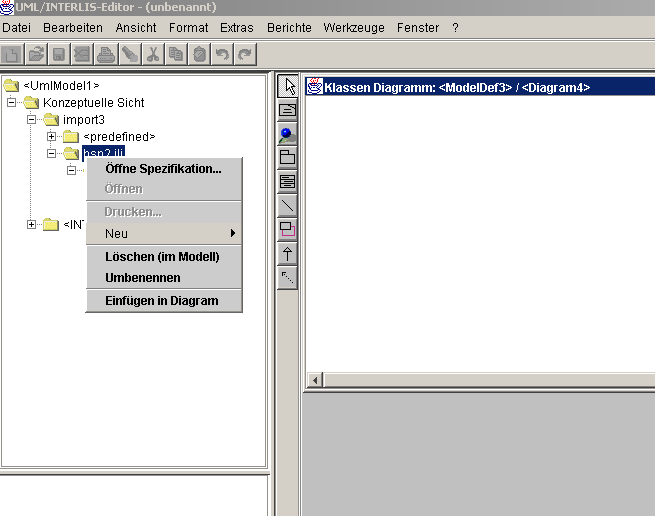 UML/INTERLIS-Editor - (unbenannt)
Datei Bearbeiten Ansicht Format Extras Berichte Werkzeuge Fenster ?
<UmlModel1>
Konzeptuelle Sicht
import3
<predefined>
bsp2.ili
Öffne Spezifikation...
Öffnen
Drucken...
Neu
<IN
Löschen (im Modell)
Umbenennen
Einfügen in Diagram
Klassen Diagramm: <ModelDef3> / <Diagram4>